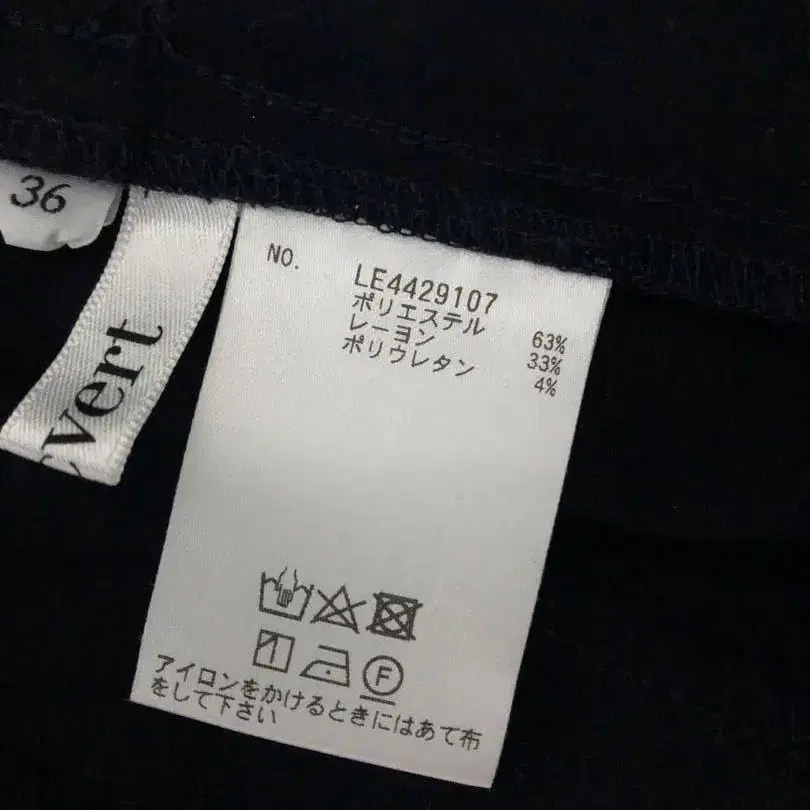 36
vert
NO. LE4429107
ポリエステル 63%
レーヨン 33%
ポリウレタン 4%
F
アイロンをかけるときにはあて布
をして下さい